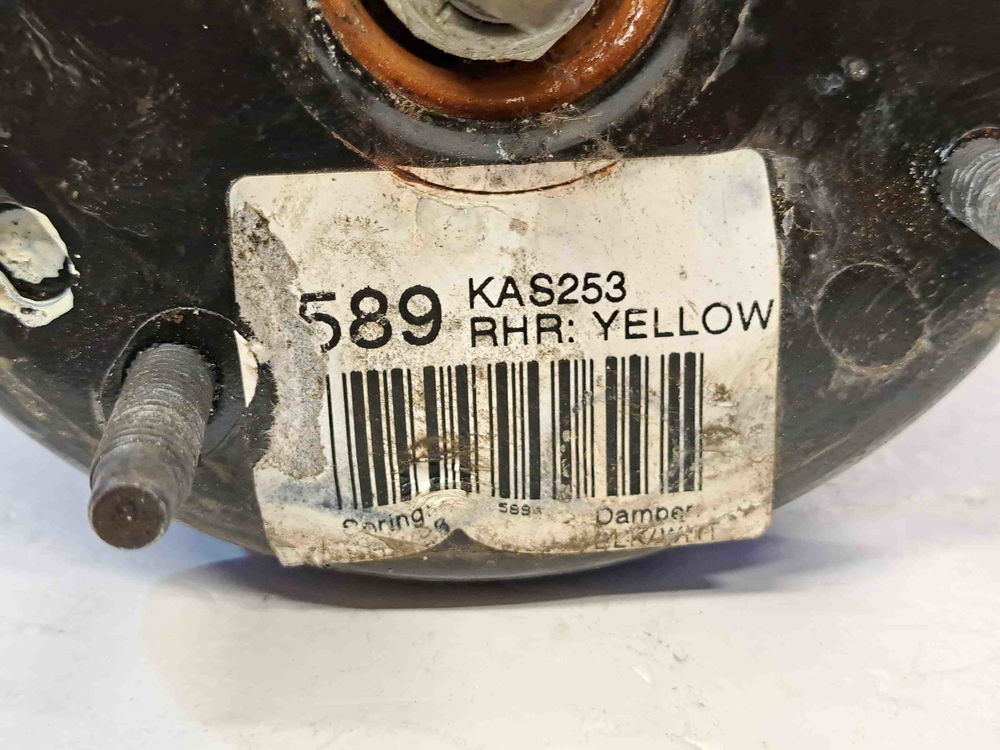 589 KAS253
RHR: YELLOW
Spring: 589 Damper